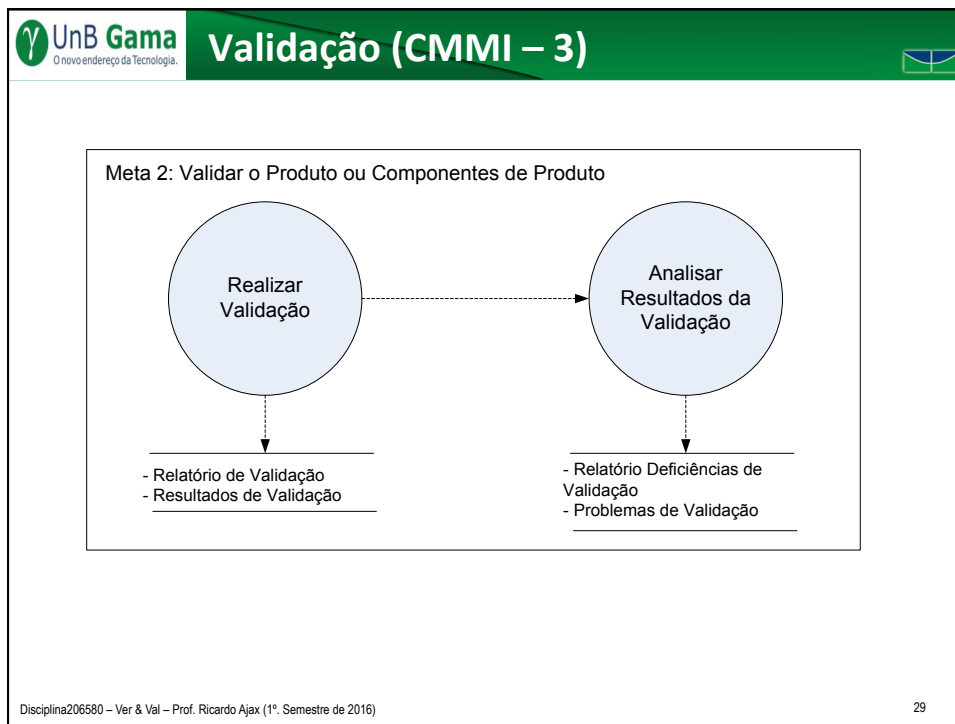 γ UnB Gama
O novo endereço da Tecnologia.
Validação (CMMI – 3)
Meta 2: Validar o Produto ou Componentes de Produto
Realizar
Validação
Analisar
Resultados da
Validação
- Relatório de Validação
- Resultados de Validação
- Relatório Deficiências de
Validação
- Problemas de Validação
Disciplina206580 – Ver & Val – Prof. Ricardo Ajax (1º. Semestre de 2016)
29